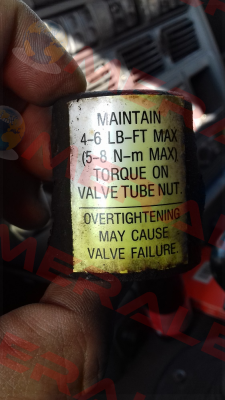 MAINTAIN
4-6 LB-FT MAX
(5-8 N-m MAX)
TORQUE ON
VALVE TUBE NUT.
OVERTIGHTENING
MAY CAUSE
VALVE FAILURE.